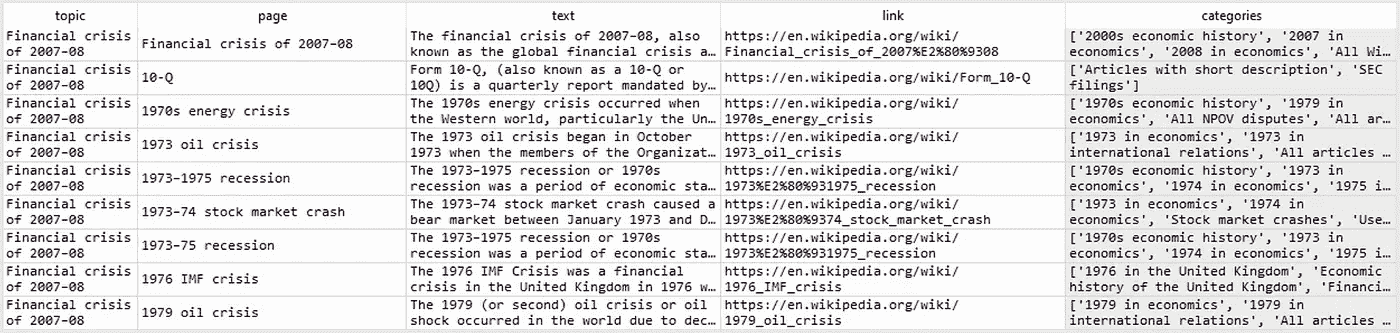 topic page text link categories
Financial crisis of 2007-08 Financial crisis of 2007-08 The financial crisis of 2007-08, also https://en.wikipedia.org/wiki/ ['2000s economic history', '2007 in
known as the global financial crisis a… Financial_crisis_of_2007%E2%80%9308 economics', '2008 in economics', 'All Wi…
Financial crisis of 2007-08 10-Q Form 10-Q, (also known as a 10-Q or https://en.wikipedia.org/wiki/Form_10-Q ['Articles with short description', 'SEC
10Q) is a quarterly report mandated by… filings']
Financial crisis of 2007-08 1970s energy crisis The 1970s energy crisis occurred when https://en.wikipedia.org/wiki/ ['1970s economic history', '1979 in
the Western world, particularly the Un… 1970s_energy_crisis economics', 'All NPOV disputes', 'All ar…
Financial crisis of 2007-08 1973 oil crisis The 1973 oil crisis began in October https://en.wikipedia.org/wiki/ ['1973 in economics', '1973 in
1973 when the members of the Organizat… 1973_oil_crisis international relations', 'All articles …
Financial crisis of 2007-08 1973-1975 recession The 1973-1975 recession or 1970s https://en.wikipedia.org/wiki/ ['1970s economic history', '1973 in
recession was a period of economic sta… 1973%E2%80%931975_recession economics', '1974 in economics', '1975 i…
Financial crisis of 2007-08 1973-74 stock market crash The 1973-74 stock market crash caused a https://en.wikipedia.org/wiki/ ['1973 in economics', '1974 in
bear market between January 1973 and D… 1973%E2%80%9374_stock_market_crash economics', 'Stock market crashes', 'Use…
Financial crisis of 2007-08 1973-75 recession The 1973-1975 recession or 1970s https://en.wikipedia.org/wiki/ ['1970s economic history', '1973 in
recession was a period of economic sta… 1973%E2%80%931975_recession economics', '1974 in economics', '1975 i…
Financial crisis of 2007-08 1976 IMF crisis The 1976 IMF Crisis was a financial https://en.wikipedia.org/wiki/ ['1976 in the United Kingdom', 'Economic
crisis in the United Kingdom in 1976 w… 1976_IMF_crisis history of the United Kingdom', 'Financi…
Financial crisis of 2007-08 1979 oil crisis The 1979 (or second) oil crisis or oil https://en.wikipedia.org/wiki/ ['1979 in economics', '1979 in
shock occurred in the world due to dec… 1979_oil_crisis international relations', 'All articles …